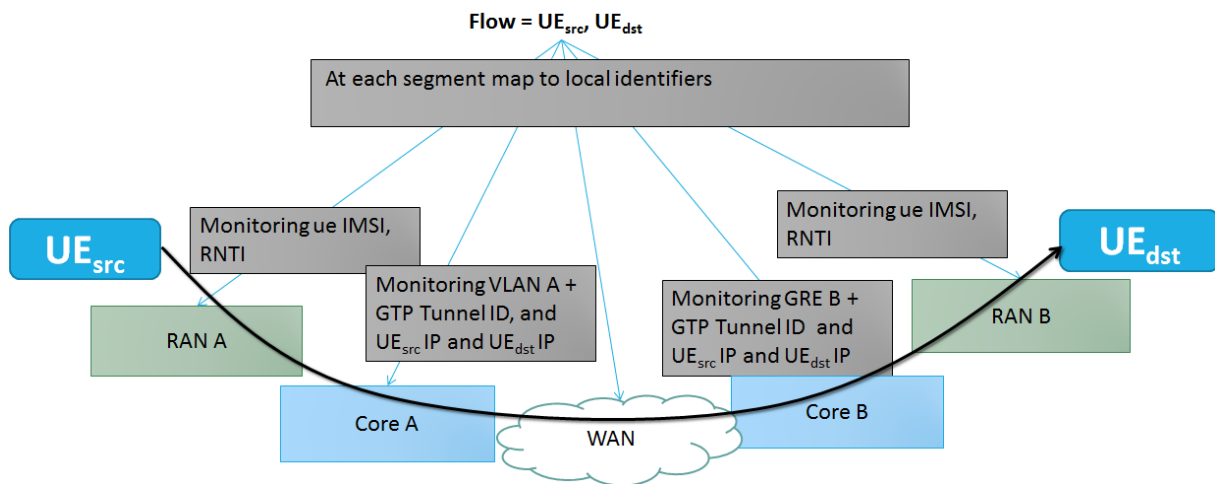 Flow = UEsrc, UEdst
At each segment map to local identifiers
Monitoring ue IMSI,
RNTI
Monitoring ue IMSI,
RNTI
UEsrc
UEdst
Monitoring VLAN A +
GTP Tunnel ID, and
UEsrc IP and UEdst IP
Monitoring GRE B +
GTP Tunnel ID and
UEsrc IP and UEdst IP
RAN A
RAN B
Core A
WAN
Core B